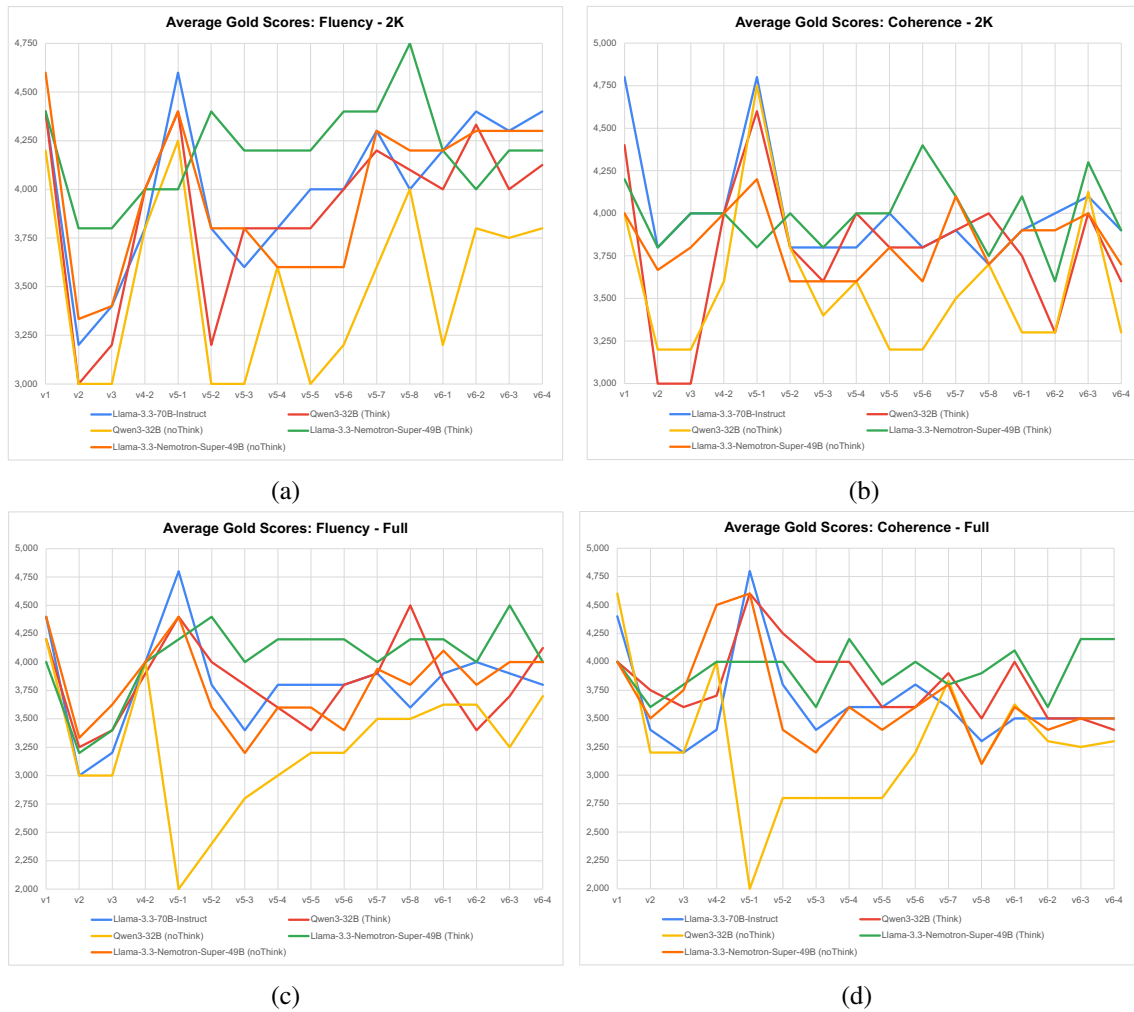 Average Gold Scores: Fluency - 2K
4,750
4,500
4,250
4,000
3,750
3,500
3,250
3,000
v1 v2 v3 v4-2 v5-1 v5-2 v5-3 v5-4 v5-5 v5-6 v5-7 v5-8 v6-1 v6-2 v6-3 v6-4
Llama-3.3-70B-Instruct Qwen3-32B (Think)
Qwen3-32B (noThink) Llama-3.3-Nemotron-Super-49B (Think)
Llama-3.3-Nemotron-Super-49B (noThink)
(a)
Average Gold Scores: Coherence - 2K
5,000
4,750
4,500
4,250
4,000
3,750
3,500
3,250
3,000
v1 v2 v3 v4-2 v5-1 v5-2 v5-3 v5-4 v5-5 v5-6 v5-7 v5-8 v6-1 v6-2 v6-3 v6-4
Llama-3.3-70B-Instruct Qwen3-32B (Think)
Qwen3-32B (noThink) Llama-3.3-Nemotron-Super-49B (Think)
Llama-3.3-Nemotron-Super-49B (noThink)
(b)
Average Gold Scores: Fluency - Full
5,000
4,750
4,500
4,250
4,000
3,750
3,500
3,250
3,000
2,750
2,500
2,250
2,000
v1 v2 v3 v4-2 v5-1 v5-2 v5-3 v5-4 v5-5 v5-6 v5-7 v5-8 v6-1 v6-2 v6-3 v6-4
Llama-3.3-70B-Instruct Qwen3-32B (Think)
Qwen3-32B (noThink) Llama-3.3-Nemotron-Super-49B (Think)
Llama-3.3-Nemotron-Super-49B (noThink)
(c)
Average Gold Scores: Coherence - Full
5,000
4,750
4,500
4,250
4,000
3,750
3,500
3,250
3,000
2,750
2,500
2,250
2,000
v1 v2 v3 v4-2 v5-1 v5-2 v5-3 v5-4 v5-5 v5-6 v5-7 v5-8 v6-1 v6-2 v6-3 v6-4
Llama-3.3-70B-Instruct Qwen3-32B (Think)
Qwen3-32B (noThink) Llama-3.3-Nemotron-Super-49B (Think)
Llama-3.3-Nemotron-Super-49B (noThink)
(d)